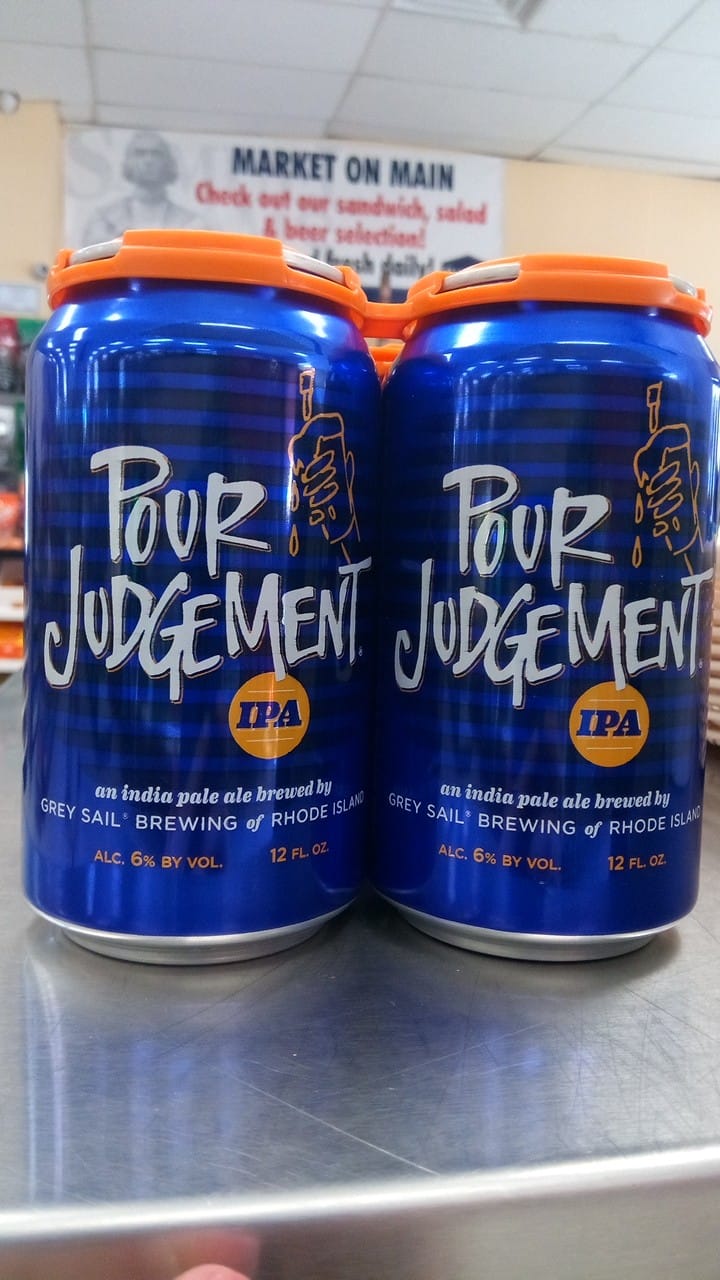 MARKET ON MAIN
Check out our sandwich, salad
& beer selection!
fresh daily!
POUR
JUDGEMENT
IPA
an india pale ale brewed by
GREY SAIL® BREWING of RHODE ISLAND
ALC. 6% BY VOL. 12 FL. OZ.
POUR
JUDGEMENT
IPA
an india pale ale brewed by
GREY SAIL® BREWING of RHODE ISLAND
ALC. 6% BY VOL. 12 FL. OZ.